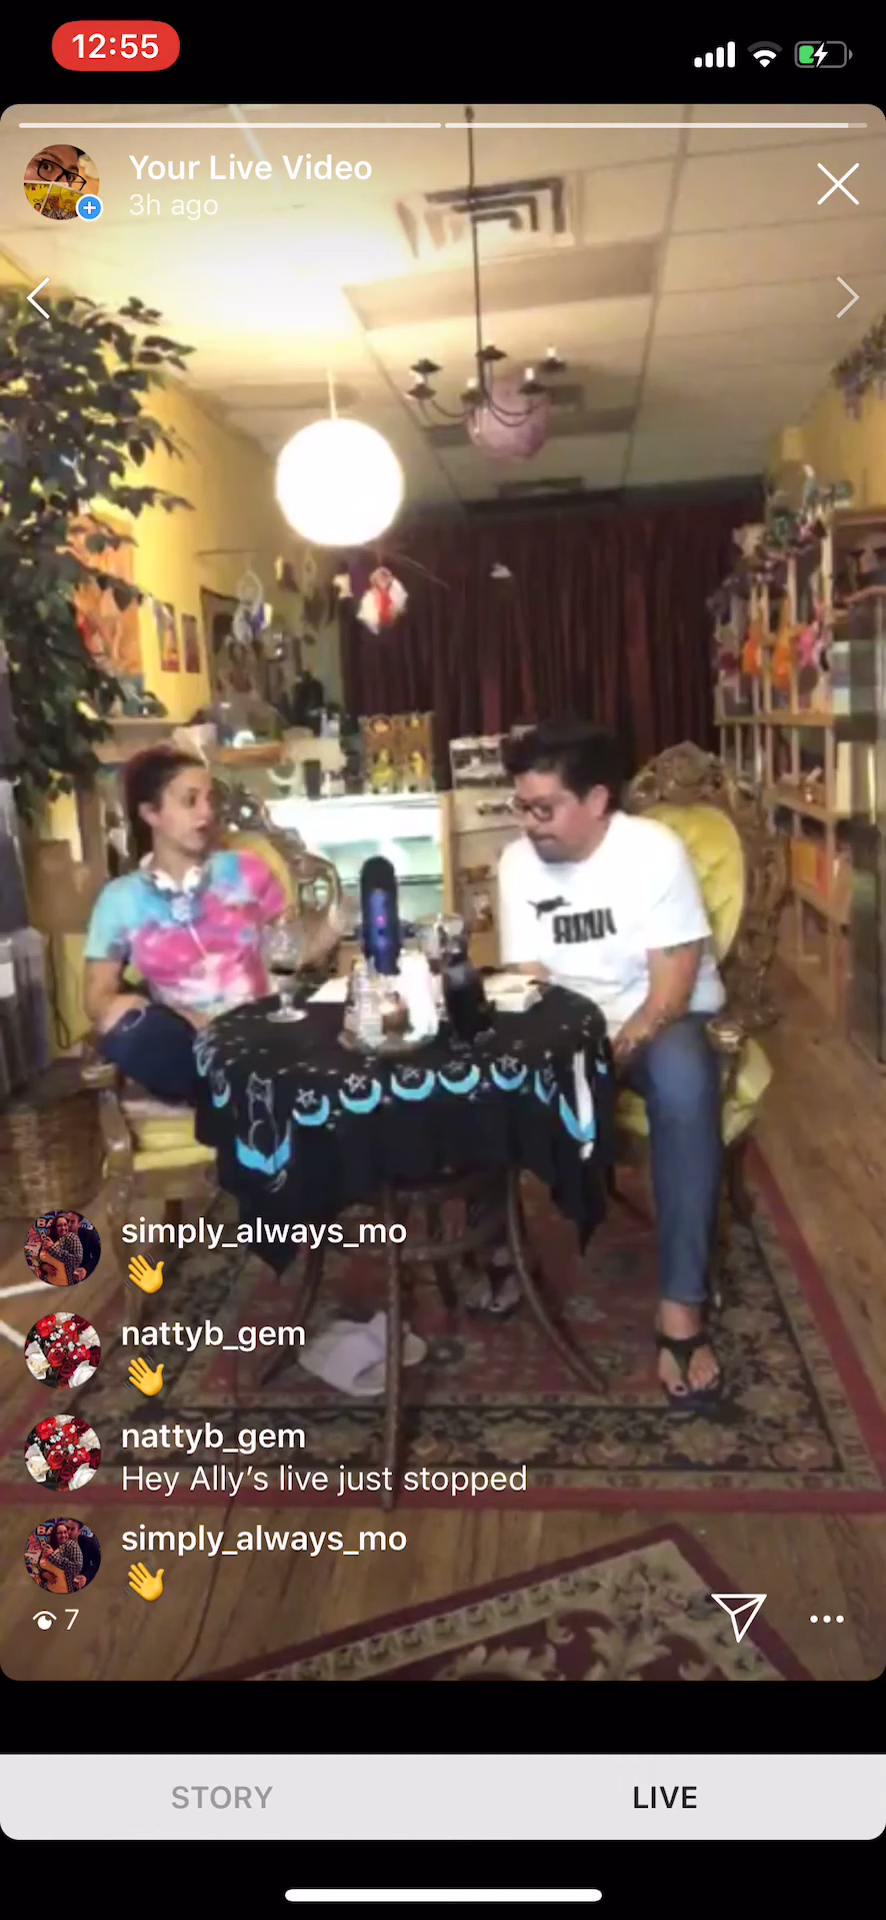 12:55
Your Live Video
3h ago
simply_always_mo
👋
nattyb_gem
👋
nattyb_gem
Hey Ally's live just stopped
simply_always_mo
👋
7
STORY
LIVE